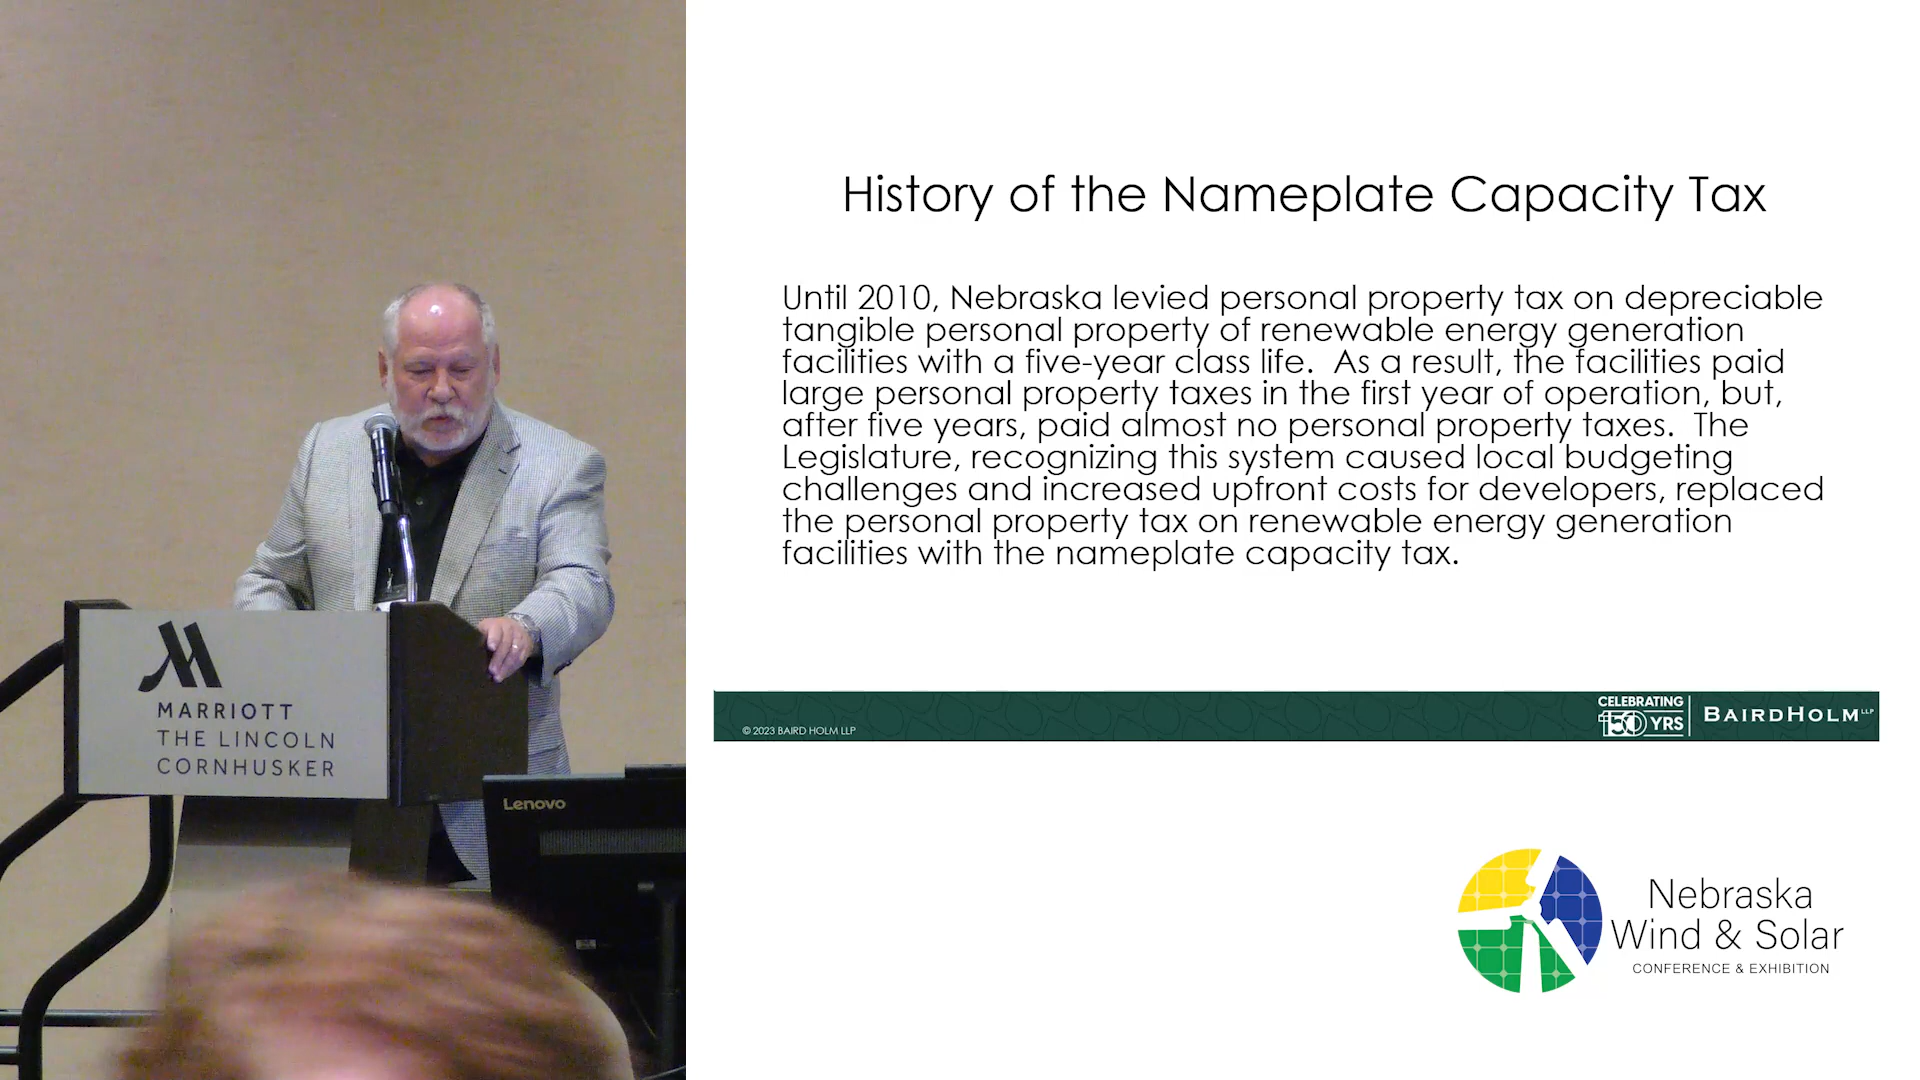 History of the Nameplate Capacity Tax
Until 2010, Nebraska levied personal property tax on depreciable
tangible personal property of renewable energy generation
facilities with a five-year class life.  As a result, the facilities paid
large personal property taxes in the first year of operation, but,
after five years, paid almost no personal property taxes.  The
Legislature, recognizing this system caused local budgeting
challenges and increased upfront costs for developers, replaced
the personal property tax on renewable energy generation
facilities with the nameplate capacity tax.
© 2023 BAIRD HOLM LLP
CELEBRATING
150 YRS
BAIRDHOLM LLP
MARRIOTT
THE LINCOLN
CORNHUSKER
Lenovo
Nebraska
Wind & Solar
CONFERENCE & EXHIBITION